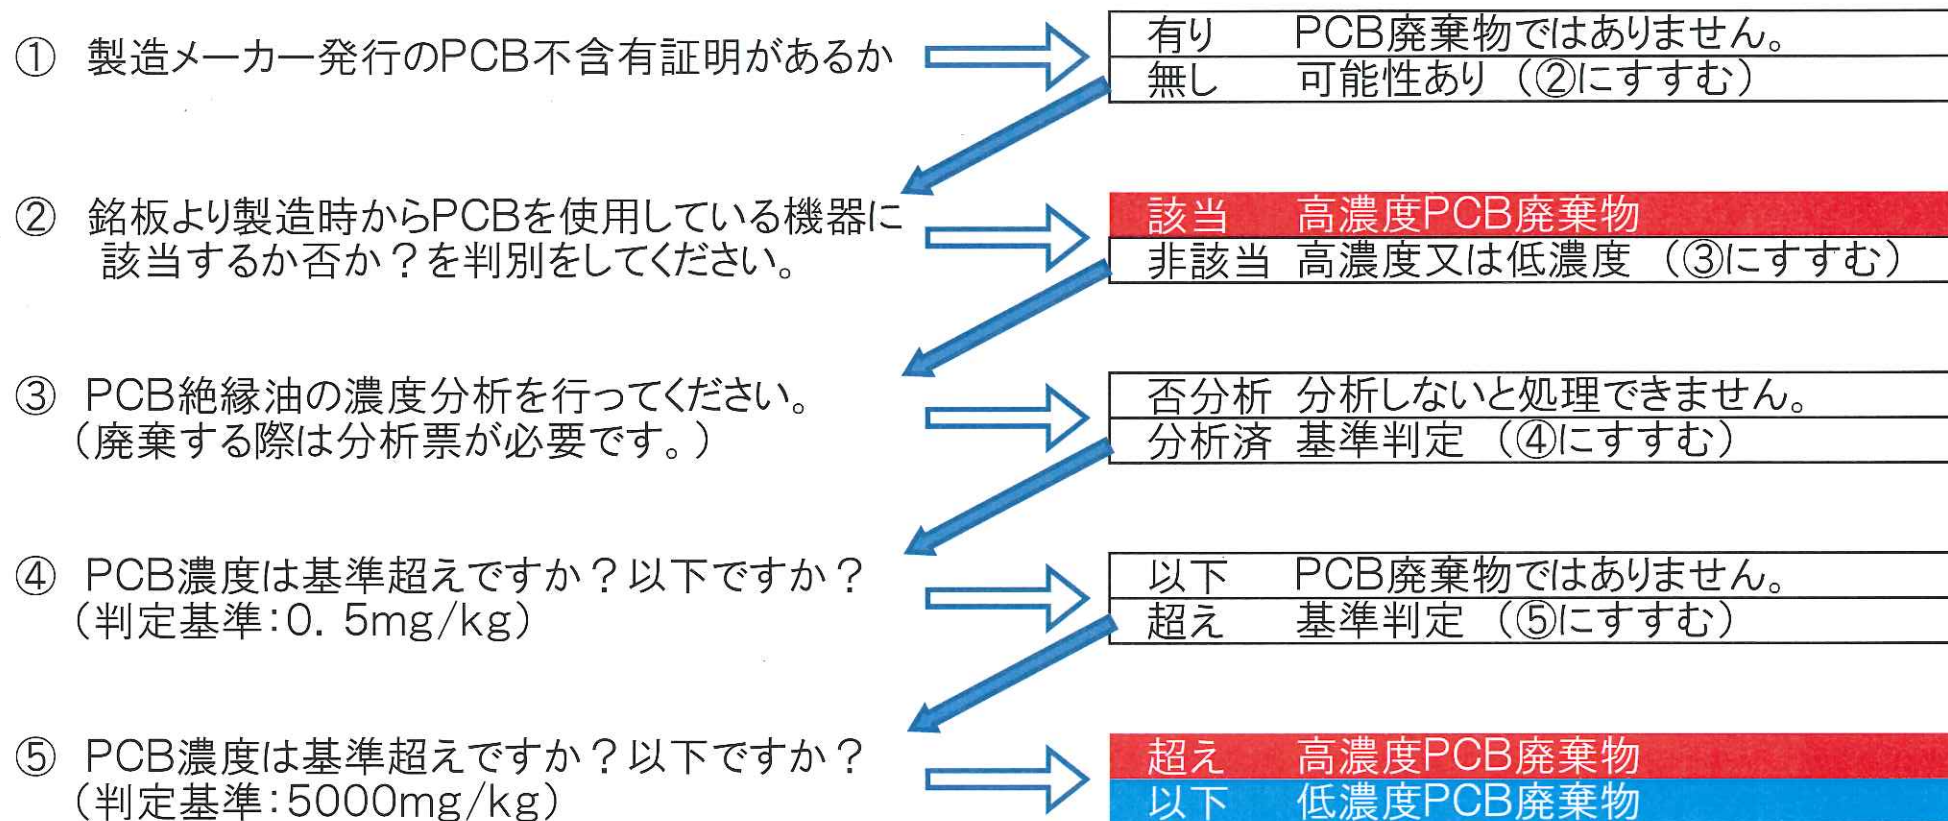 ① 製造メーカー発行のPCB不含有証明があるか
有り PCB廃棄物ではありません。
無し 可能性あり （②にすすむ）
② 銘板より製造時からPCBを使用している機器に
該当するか否か？を判別をしてください。
該当 高濃度PCB廃棄物
非該当 高濃度又は低濃度 （③にすすむ）
③ PCB絶縁油の濃度分析を行ってください。
（廃棄する際は分析票が必要です。）
否分析 分析しないと処理できません。
分析済 基準判定 （④にすすむ）
④ PCB濃度は基準超えですか？以下ですか？
（判定基準：0．5mg/kg）
以下 PCB廃棄物ではありません。
超え 基準判定 （⑤にすすむ）
⑤ PCB濃度は基準超えですか？以下ですか？
（判定基準：5000mg/kg）
超え 高濃度PCB廃棄物
以下 低濃度PCB廃棄物